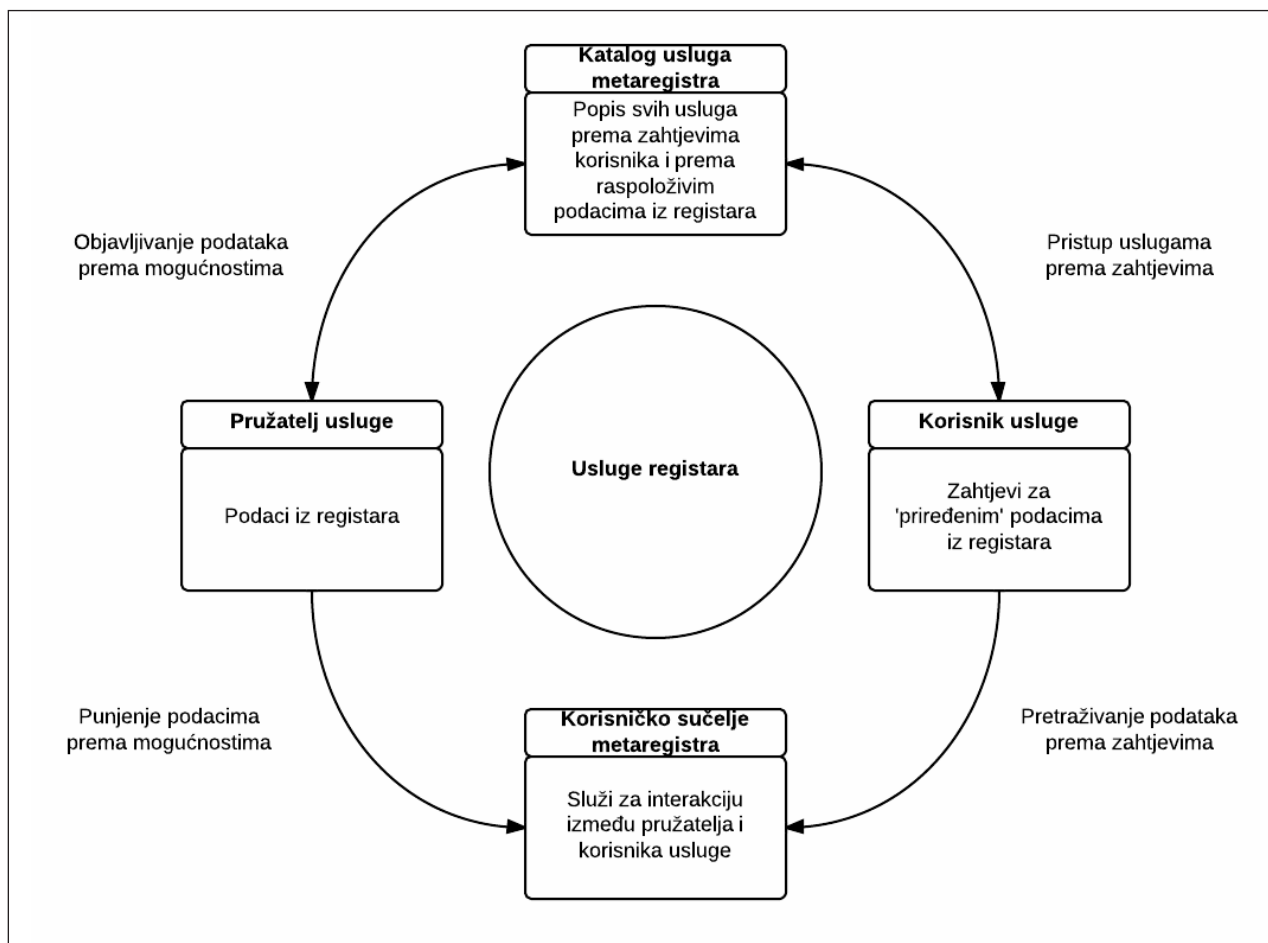 Katalog usluga
metaregistra
Popis svih usluga
prema zahtjevima
korisnika i prema
raspoloživim
podacima iz registara
Objavljivanje podataka
prema mogućnostima
Pristup uslugama
prema zahtjevima
Pružatelj usluge
Podaci iz registara
Usluge registara
Korisnik usluge
Zahtjevi za
'priređenim' podacima
iz registara
Punjenje podacima
prema mogućnostima
Korisničko sučelje
metaregistra
Služi za interakciju
između pružatelja i
korisnika usluge
Pretraživanje podataka
prema zahtjevima